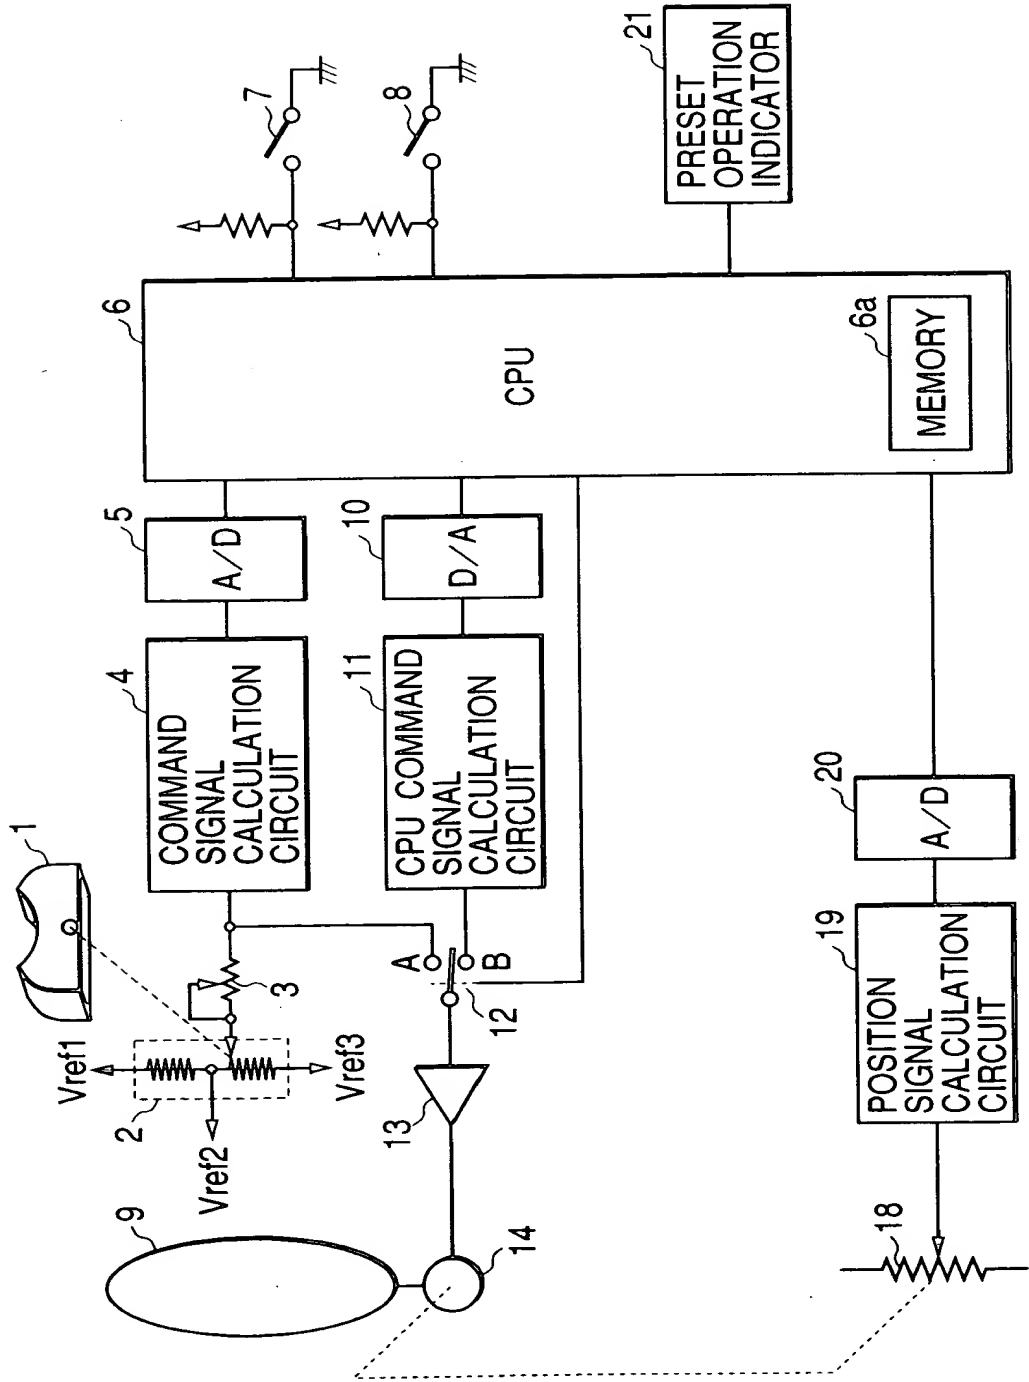 1
Vref1
2
Vref2
Vref3
3
4
COMMAND
SIGNAL
CALCULATION
CIRCUIT
5
A/D
6
CPU
6a
MEMORY
7
8
9
14
13
12
A
B
11
CPU COMMAND
SIGNAL
CALCULATION
CIRCUIT
10
D/A
18
19
POSITION
SIGNAL
CALCULATION
CIRCUIT
20
A/D
21
PRESET
OPERATION
INDICATOR